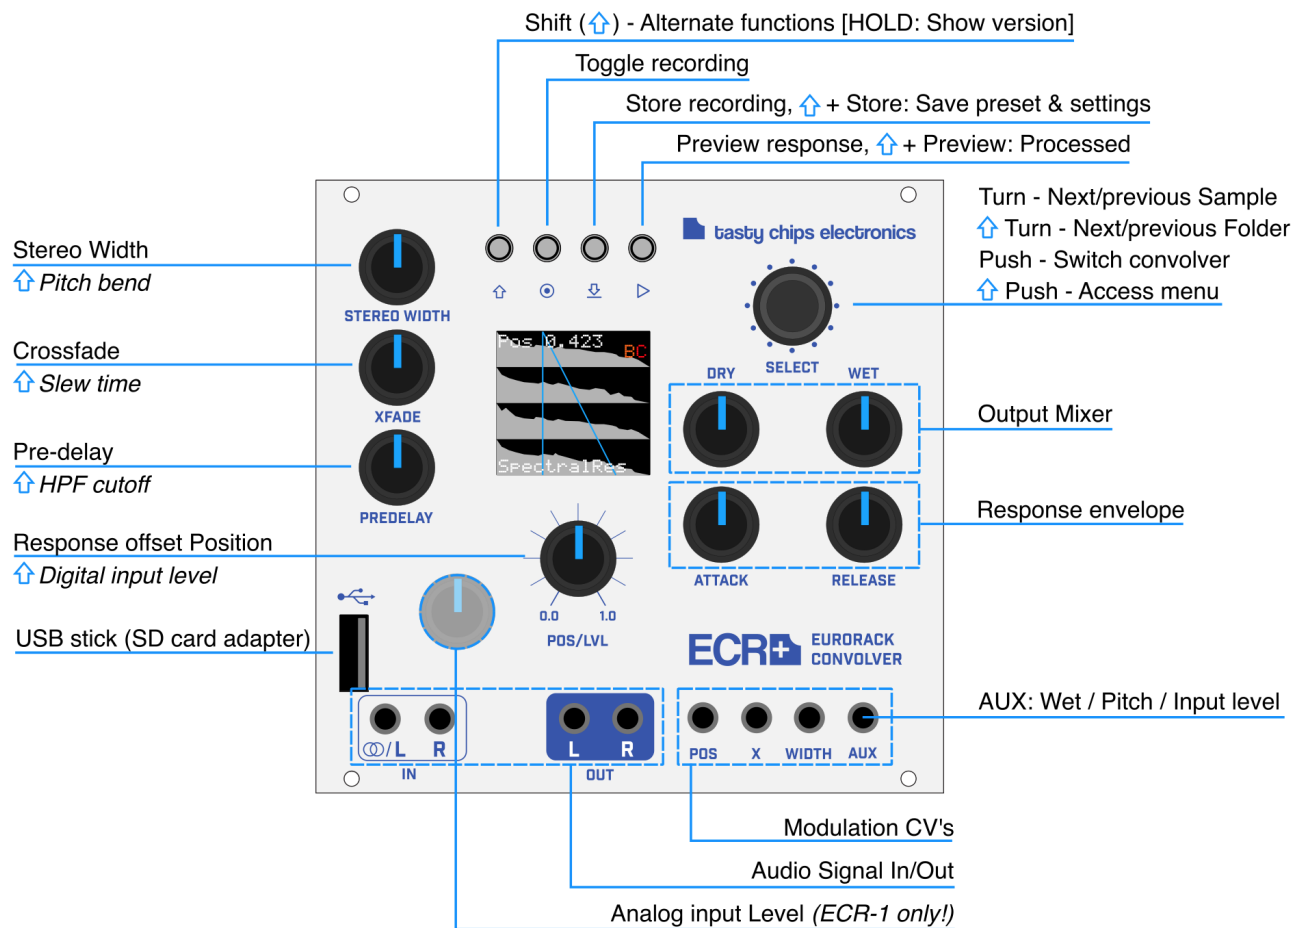 Shift (⇧) - Alternate functions [HOLD: Show version]
Toggle recording
Store recording, ⇧ + Store: Save preset & settings
Preview response, ⇧ + Preview: Processed
Turn - Next/previous Sample
⇧ Turn - Next/previous Folder
Push - Switch convolver
⇧ Push - Access menu
Stereo Width
⇧ Pitch bend
Crossfade
⇧ Slew time
Pre-delay
⇧ HPF cutoff
Response offset Position
⇧ Digital input level
USB stick (SD card adapter)
tasty chips electronics
STEREO WIDTH
XFADE
PREDELAY
Pos 0.423
BC
SpectralRes
SELECT
DRY WET
ATTACK RELEASE
0.0 1.0
POS/LVL
ECR+ EURORACK
CONVOLVER
/L R
IN
L R
OUT
POS X WIDTH AUX
Output Mixer
Response envelope
AUX: Wet / Pitch / Input level
Modulation CV's
Audio Signal In/Out
Analog input Level (ECR-1 only!)